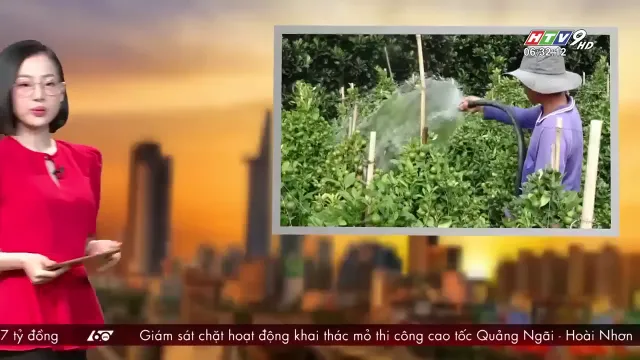 HTV9 HD
06:32:12
7 tỷ đồng 60 Giám sát chặt hoạt động khai thác mỏ thi công cao tốc Quảng Ngãi - Hoài Nhơn